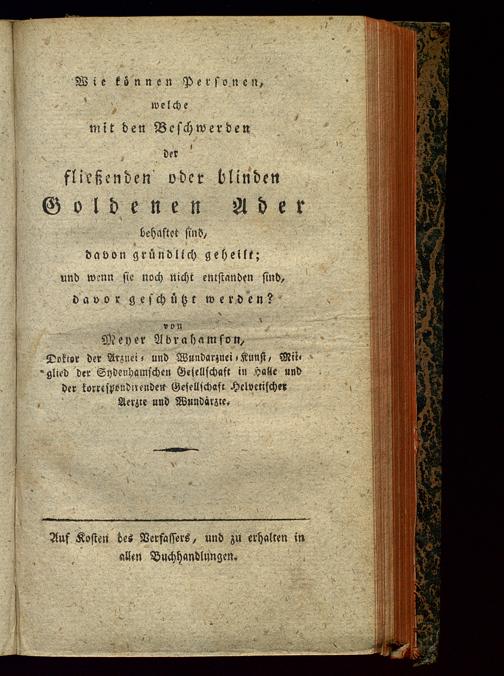 Wie können Personen,
welche
mit den Beschwerden
der
fließenden oder blinden
Goldenen Ader
behaftet sind,
davon gründlich geheilt;
und wenn sie noch nicht entstanden sind,
davor geschützt werden?
von
Meyer Abrahamson,
Doktor der Arznei- und Wundarznei-Kunst, Mit-
glied der Sydenhamschen Gesellschaft in Halle und
der korrespondirenden Gesellschaft Helvetischer
Aerzte und Wundärzte.
Auf Kosten des Verfassers, und zu erhalten in
allen Buchhandlungen.